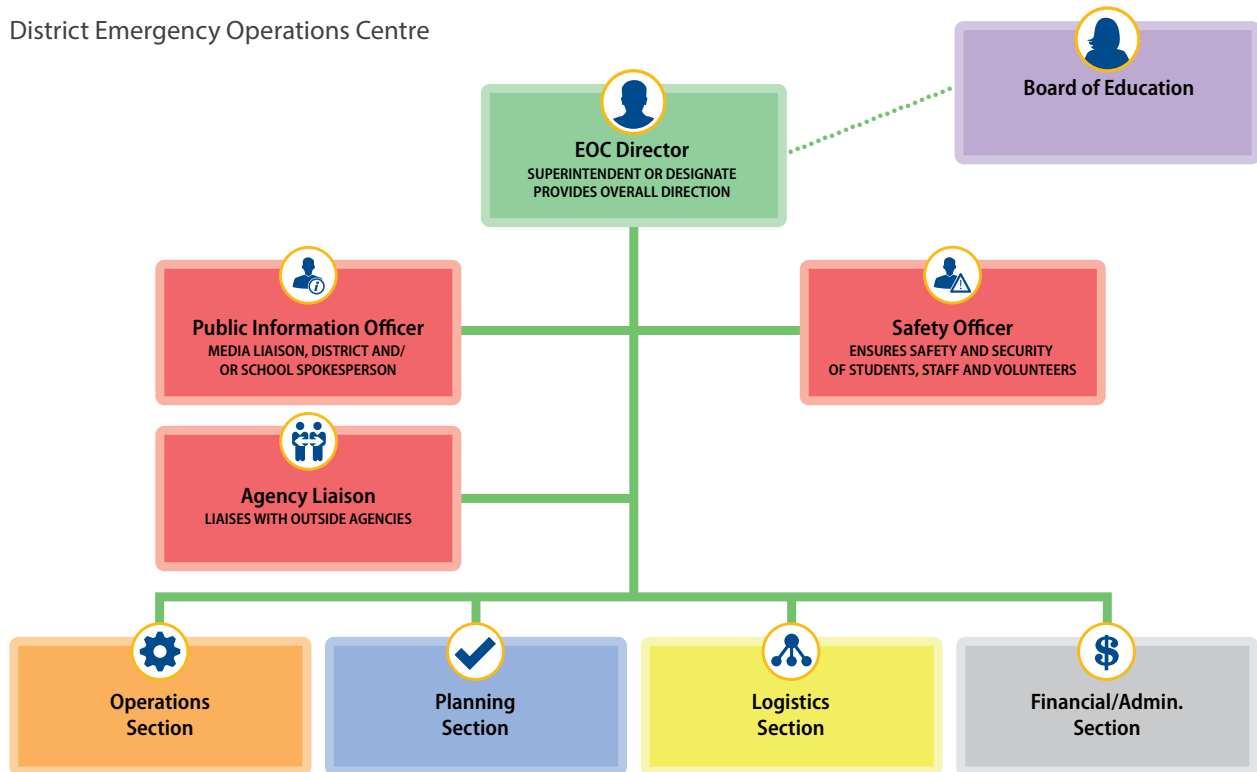 District Emergency Operations Centre
Board of Education
EOC Director
SUPERINTENDENT OR DESIGNATE
PROVIDES OVERALL DIRECTION
Public Information Officer
MEDIA LIAISON, DISTRICT AND/
OR SCHOOL SPOKESPERSON
Safety Officer
ENSURES SAFETY AND SECURITY
OF STUDENTS, STAFF AND VOLUNTEERS
Agency Liaison
LIAISES WITH OUTSIDE AGENCIES
Operations
Section
Planning
Section
Logistics
Section
Financial/Admin.
Section